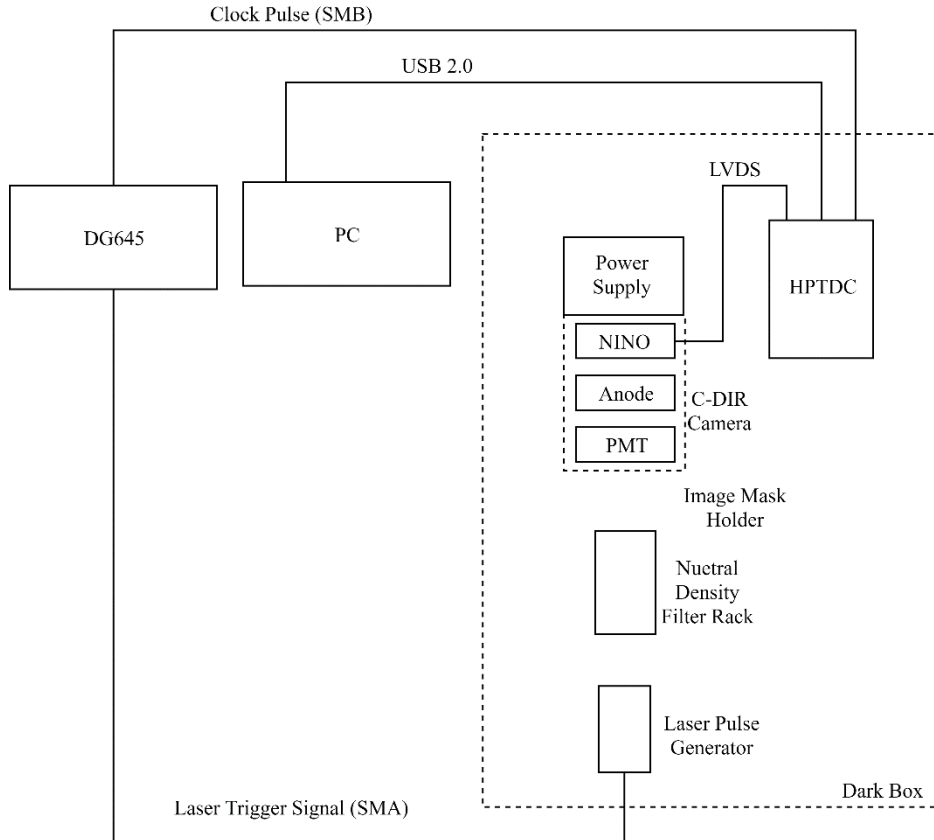 Clock Pulse (SMB)
USB 2.0
LVDS
DG645
PC
Power
Supply
HPTDC
NINO
Anode
C-DIR
Camera
PMT
Image Mask
Holder
Nuetral
Density
Filter Rack
Laser Pulse
Generator
Dark Box
Laser Trigger Signal (SMA)